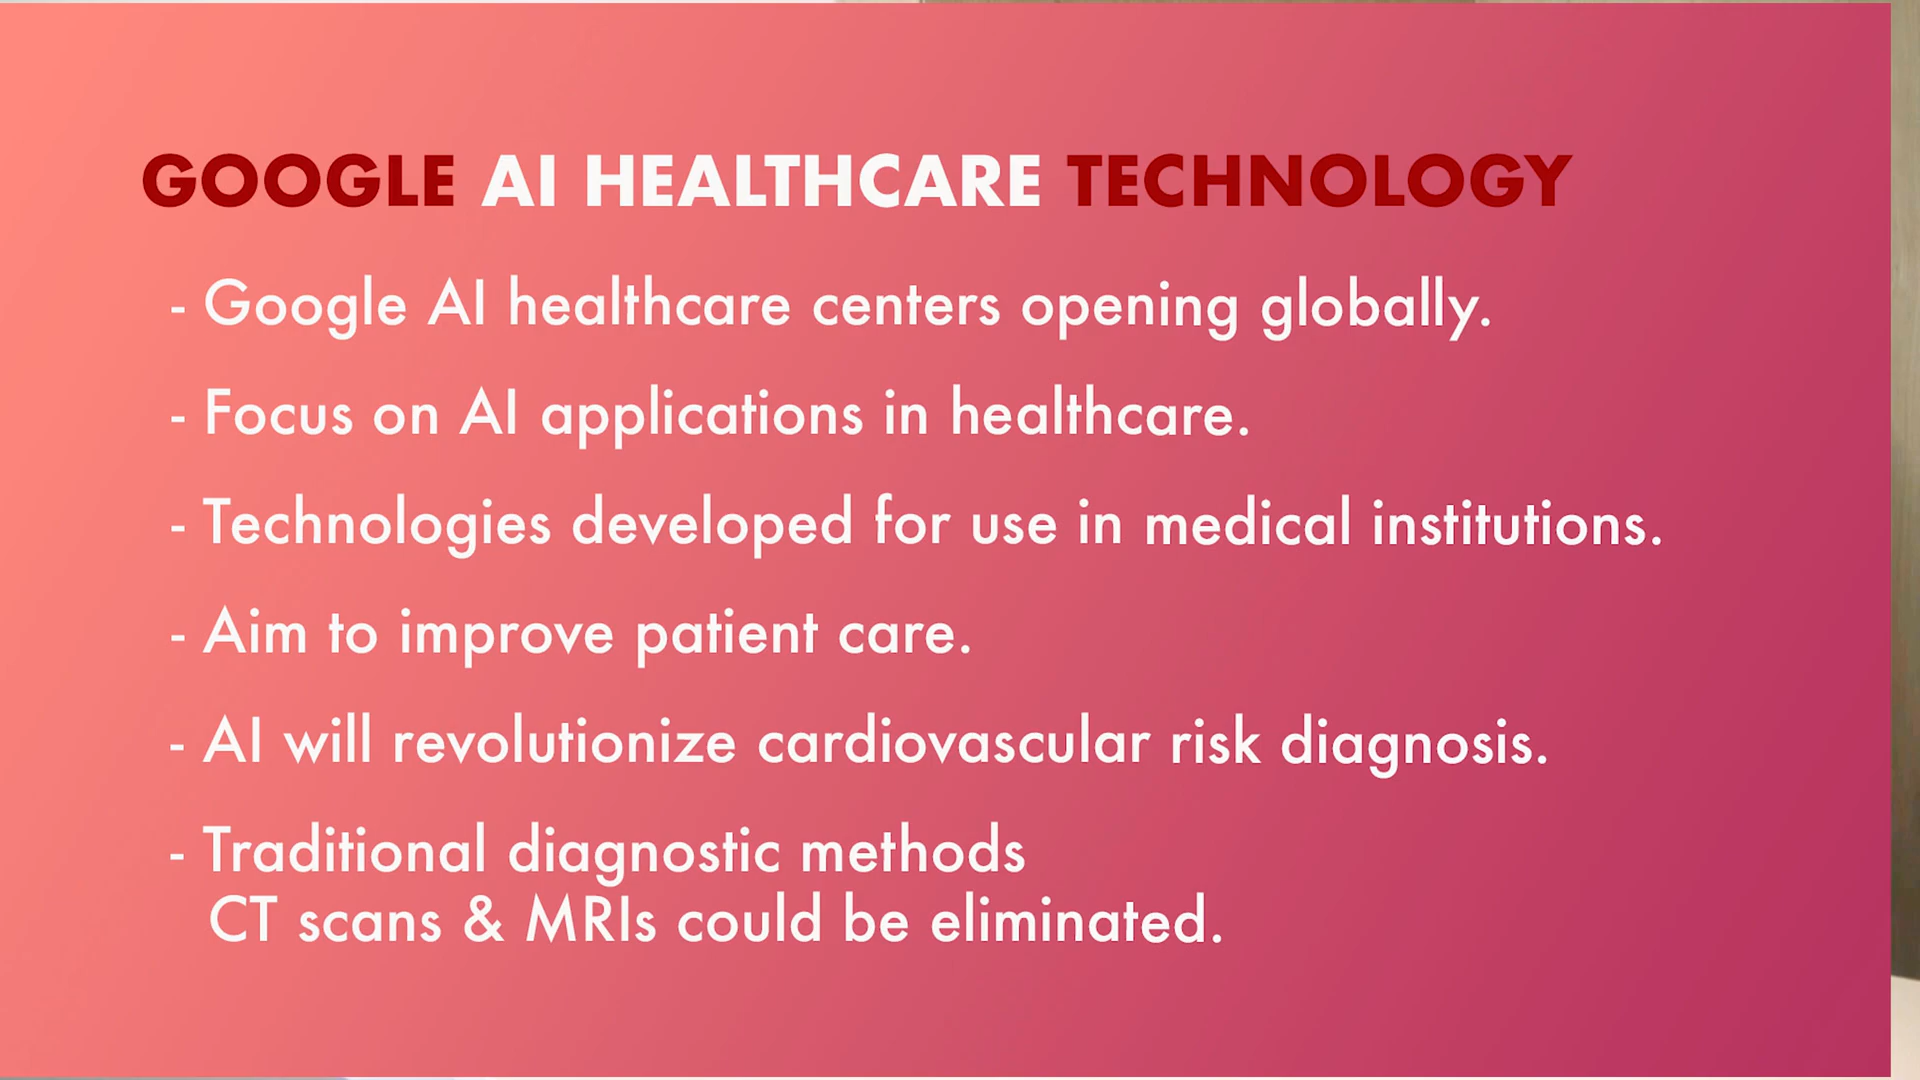 GOOGLE AI HEALTHCARE TECHNOLOGY
- Google AI healthcare centers opening globally.
- Focus on AI applications in healthcare.
- Technologies developed for use in medical institutions.
- Aim to improve patient care.
- AI will revolutionize cardiovascular risk diagnosis.
- Traditional diagnostic methods
CT scans & MRIs could be eliminated.